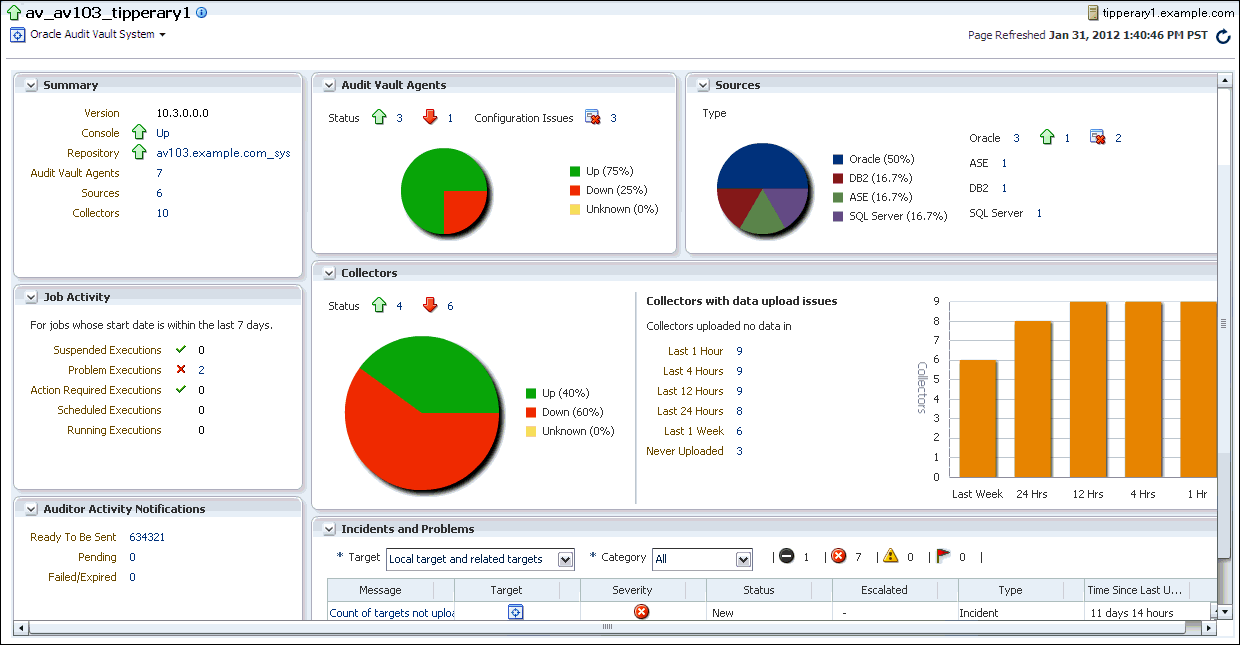 av_av103_tipperary1
tipperary1.example.com
Oracle Audit Vault System
Page Refreshed Jan 31, 2012 1:40:46 PM PST
Summary
Version 10.3.0.0.0
Console Up
Repository av103.example.com_sys
Audit Vault Agents 7
Sources 6
Collectors 10
Job Activity
For jobs whose start date is within the last 7 days.
Suspended Executions 0
Problem Executions 2
Action Required Executions 0
Scheduled Executions 0
Running Executions 0
Auditor Activity Notifications
Ready To Be Sent 634321
Pending 0
Failed/Expired 0
Audit Vault Agents
Status 3 1 Configuration Issues 3
Up (75%)
Down (25%)
Unknown (0%)
Sources
Type
Oracle (50%)
DB2 (16.7%)
ASE (16.7%)
SQL Server (16.7%)
Oracle 3 1 2
ASE 1
DB2 1
SQL Server 1
Collectors
Status 4 6
Up (40%)
Down (60%)
Unknown (0%)
Collectors with data upload issues
Collectors uploaded no data in
Last 1 Hour 9
Last 4 Hours 9
Last 12 Hours 9
Last 24 Hours 8
Last 1 Week 6
Never Uploaded 3
Collectors
9
8
7
6
5
4
3
2
1
0
Last Week 24 Hrs 12 Hrs 4 Hrs 1 Hr
Incidents and Problems
* Target Local target and related targets * Category All | 1 | 7 | 0 | 0 |
Message Target Severity Status Escalated Type Time Since Last U...
Count of targets not uploa New - Incident 11 days 14 hours